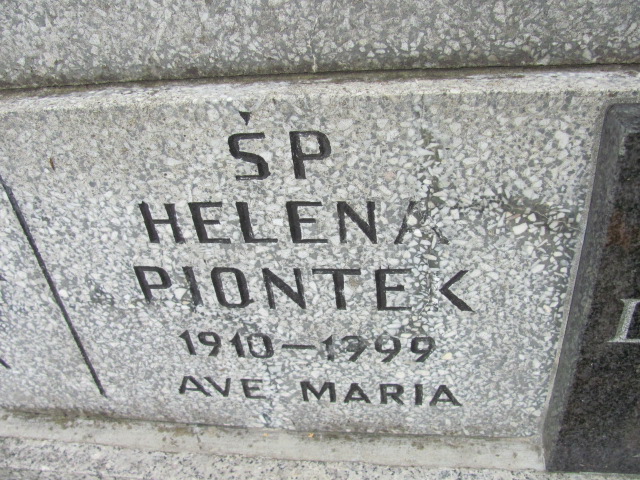 ŚP
HELENA
PIONTEK
1910-1999
AVE MARIA